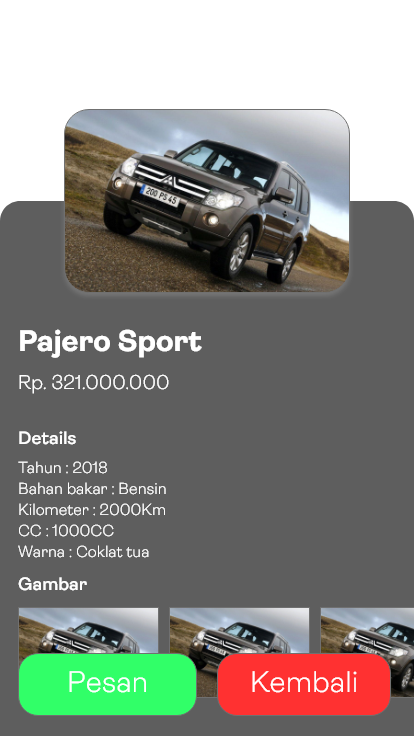 200 PS 45
Pajero Sport
Rp. 321.000.000
Details
Tahun : 2018
Bahan bakar : Bensin
Kilometer : 2000Km
CC : 1000CC
Warna : Coklat tua
Gambar
Pesan
Kembali